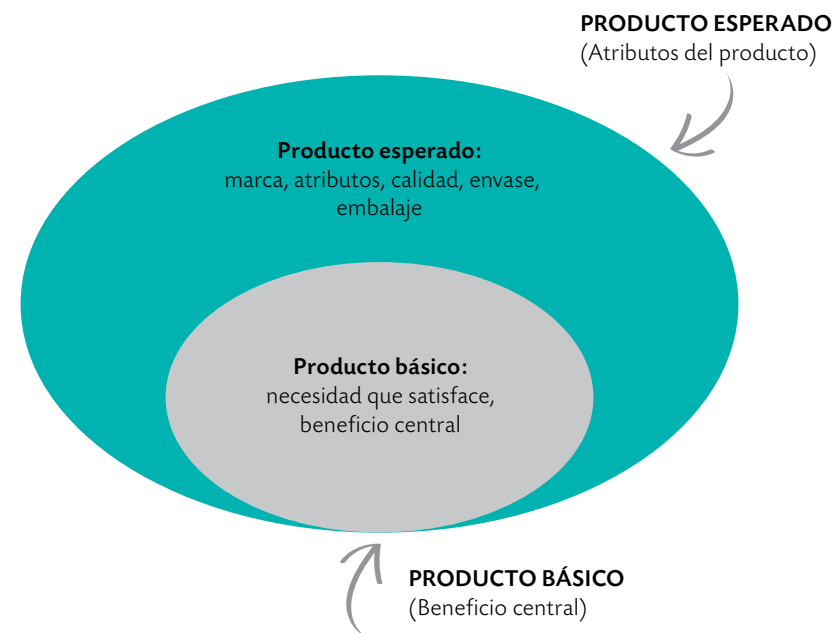 PRODUCTO ESPERADO
(Atributos del producto)
Producto esperado:
marca, atributos, calidad, envase,
embalaje
Producto básico:
necesidad que satisface,
beneficio central
PRODUCTO BÁSICO
(Beneficio central)